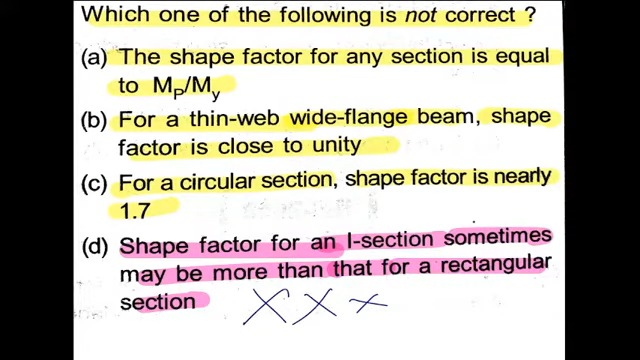 Which one of the following is not correct ?
(a) The shape factor for any section is equal
to MP/My
(b) For a thin-web wide-flange beam, shape
factor is close to unity
(c) For a circular section, shape factor is nearly
1.7
(d) Shape factor for an I-section sometimes
may be more than that for a rectangular
section X X X